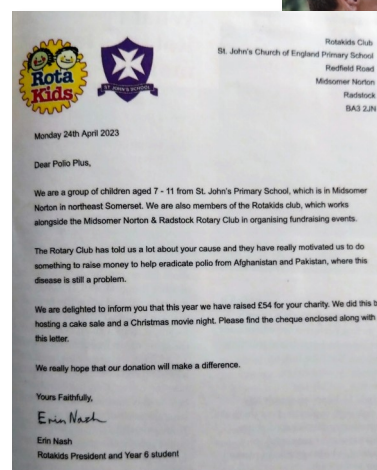 Rota
Kids
ST JOHN'S SCHOOL
Rotakids Club
St. John's Church of England Primary School
Redfield Road
Midsomer Norton
Radstock
BA3 2JN
Monday 24th April 2023
Dear Polio Plus,
We are a group of children aged 7 - 11 from St. John's Primary School, which is in Midsomer
Norton in northeast Somerset. We are also members of the Rotakids club, which works
alongside the Midsomer Norton & Radstock Rotary Club in organising fundraising events.
The Rotary Club has told us a lot about your cause and they have really motivated us to do
something to raise money to help eradicate polio from Afghanistan and Pakistan, where this
disease is still a problem.
We are delighted to inform you that this year we have raised £54 for your charity. We did this
hosting a cake sale and a Christmas movie night. Please find the cheque enclosed along with
this letter.
We really hope that our donation will make a difference.
Yours Faithfully,
Erin Nash
Erin Nash
Rotakids President and Year 6 student